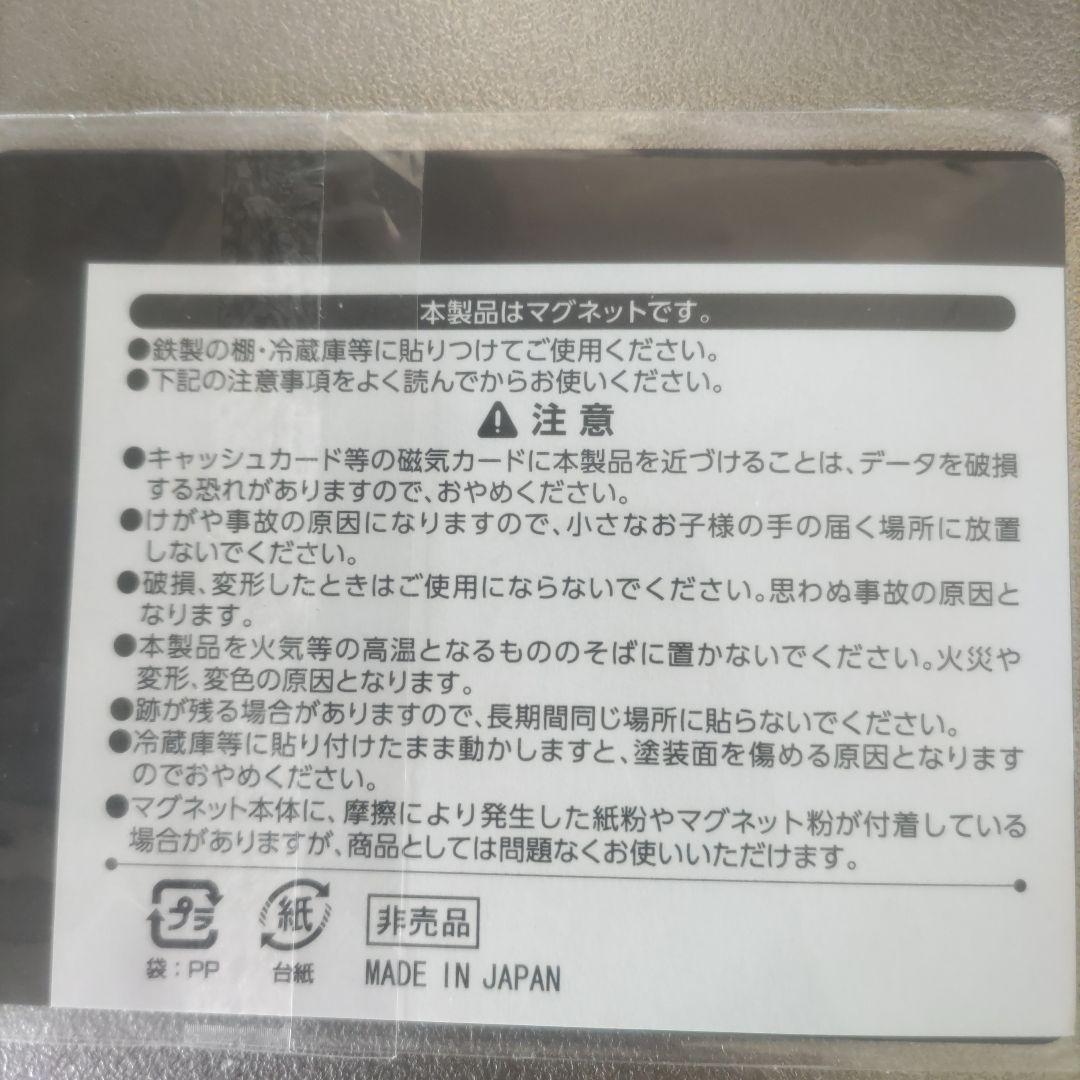 本製品はマグネットです。
●鉄製の棚・冷蔵庫等に貼りつけてご使用ください。
●下記の注意事項をよく読んでからお使いください。
注意
●キャッシュカード等の磁気カードに本製品を近づけることは、データを破損
する恐れがありますので、おやめください。
●けがや事故の原因になりますので、小さなお子様の手の届く場所に放置
しないでください。
●破損、変形したときはご使用にならないでください。思わぬ事故の原因と
なります。
●本製品を火気等の高温となるもののそばに置かないでください。火災や
変形、変色の原因となります。
●跡が残る場合がありますので、長期間同じ場所に貼らないでください。
●冷蔵庫等に貼り付けたまま動かしますと、塗装面を傷める原因となります
のでおやめください。
●マグネット本体に、摩擦により発生した紙粉やマグネット粉が付着している
場合がありますが、商品としては問題なくお使いいただけます。
プラ 紙 非売品
袋：PP 台紙 MADE IN JAPAN